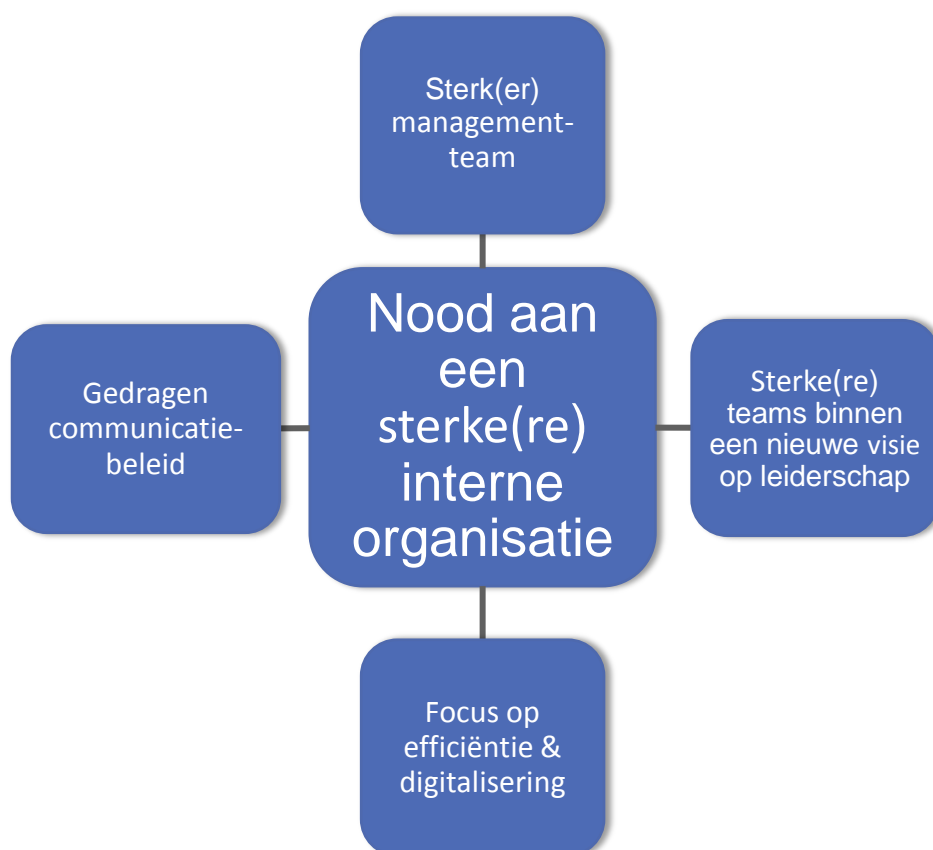 Sterk(er)
management-
team
Nood aan
een
sterke(re)
interne
organisatie
Gedragen
communicatie-
beleid
Sterke(re)
teams binnen
een nieuwe visie
op leiderschap
Focus op
efficiëntie &
digitalisering